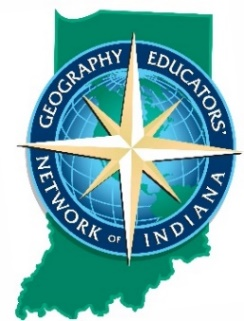 GEOGRAPHY EDUCATORS'
NETWORK OF INDIANA